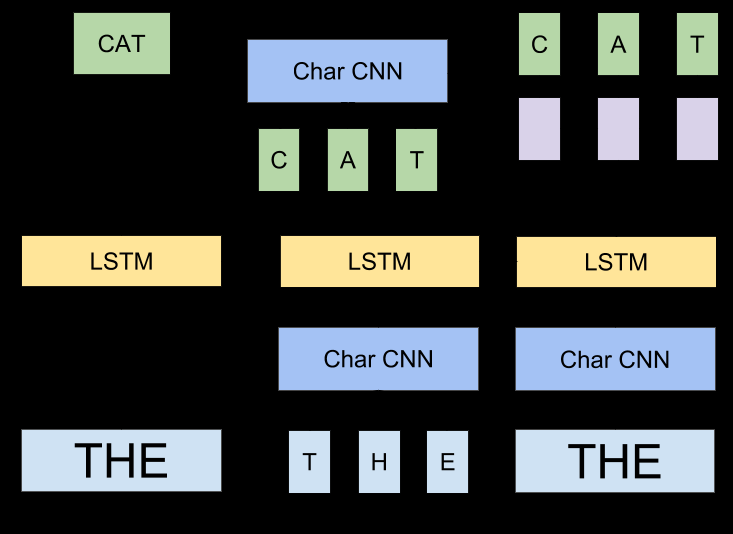 CAT
Char CNN
C A T
C A T
LSTM
LSTM
LSTM
Char CNN
Char CNN
THE
T H E
THE